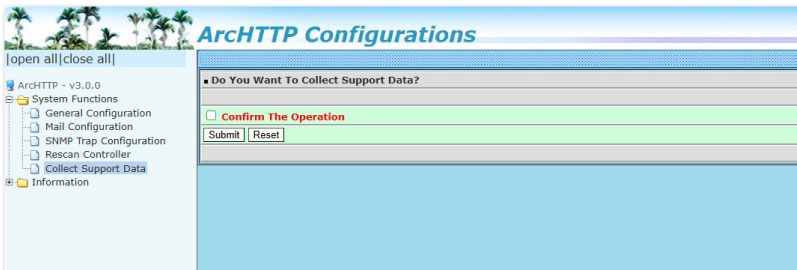 ArcHTTP Configurations
|open all|close all|
ArcHTTP - v3.0.0
System Functions
General Configuration
Mail Configuration
SNMP Trap Configuration
Rescan Controller
Collect Support Data
Information
Do You Want To Collect Support Data?
Confirm The Operation
Submit Reset